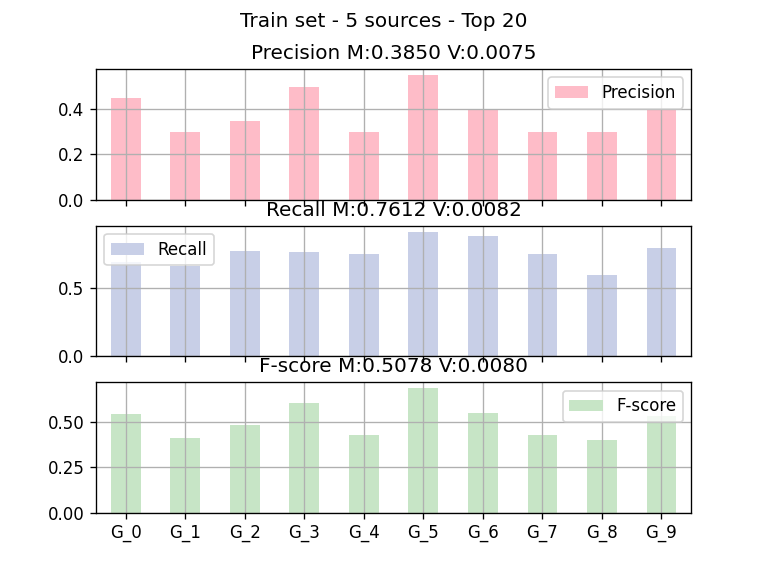 Train set - 5 sources - Top 20
Precision M:0.3850 V:0.0075
0.4
0.2
0.0
Precision
Recall M:0.7612 V:0.0082
Recall
0.5
0.0
F-score M:0.5078 V:0.0080
0.50
0.25
0.00
F-score
G_0 G_1 G_2 G_3 G_4 G_5 G_6 G_7 G_8 G_9